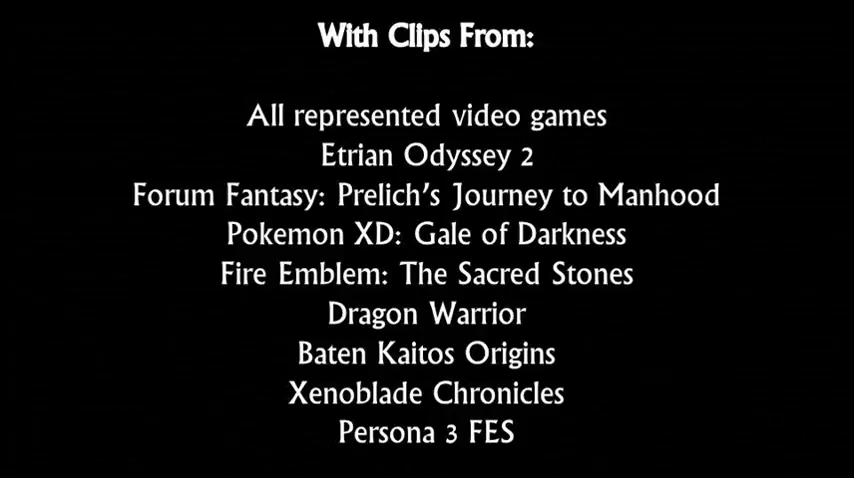 With Clips From:
All represented video games
Etrian Odyssey 2
Forum Fantasy: Prelich's Journey to Manhood
Pokemon XD: Gale of Darkness
Fire Emblem: The Sacred Stones
Dragon Warrior
Baten Kaitos Origins
Xenoblade Chronicles
Persona 3 FES